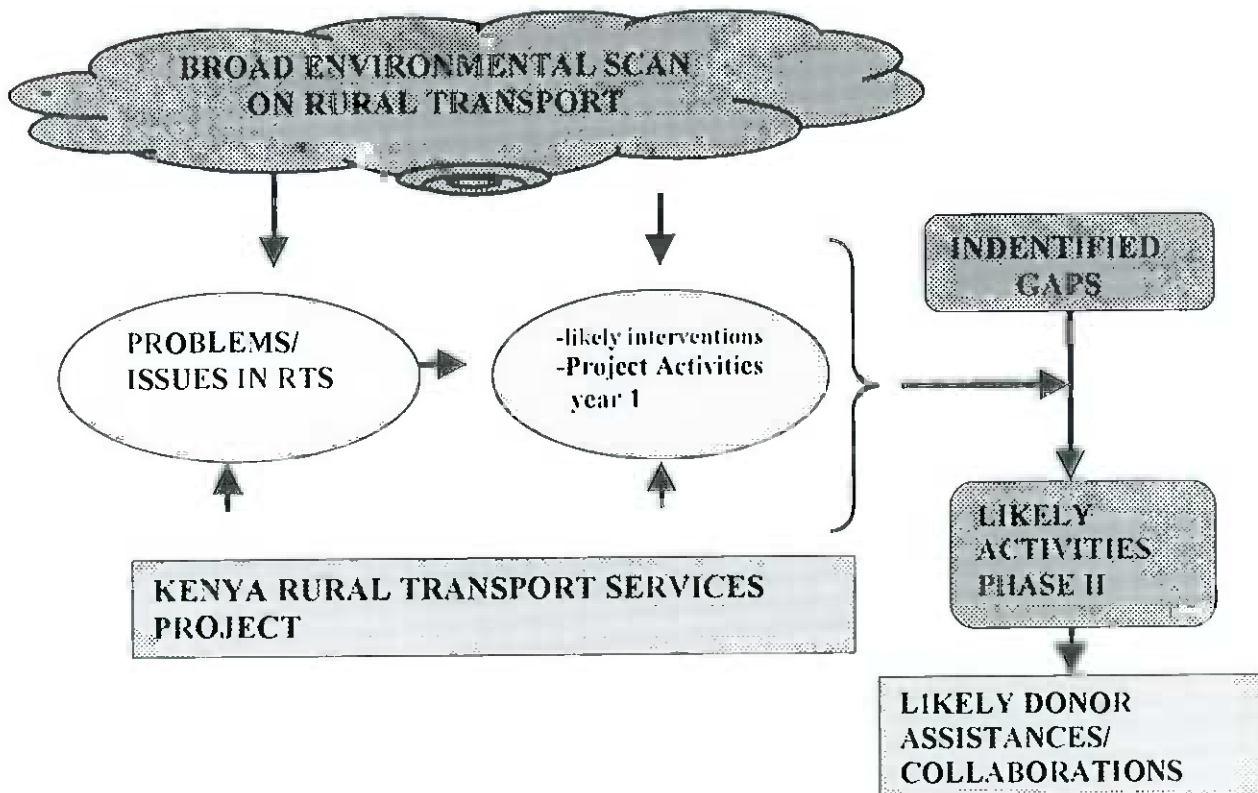 BROAD ENVIRONMENTAL SCAN
ON RURAL TRANSPORT
INDENTIFIED
GAPS
PROBLEMS/
ISSUES IN RTS
-likely interventions
-Project Activities
year 1
LIKELY
ACTIVITIES
PHASE II
KENYA RURAL TRANSPORT SERVICES
PROJECT
LIKELY DONOR
ASSISTANCES/
COLLABORATIONS